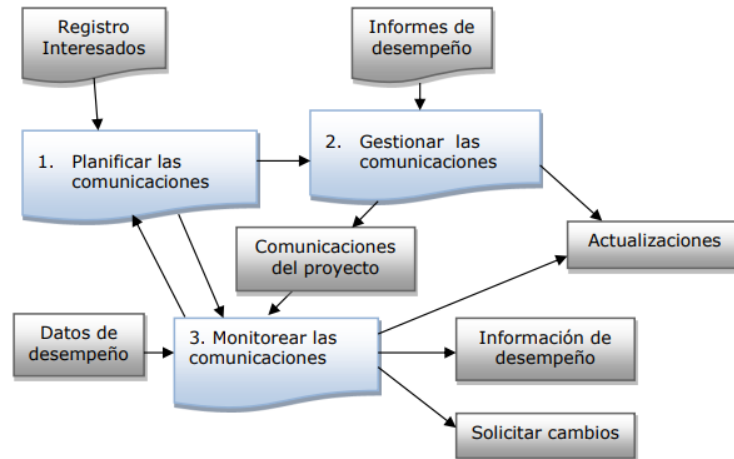 Registro
Interesados
Informes de
desempeño
1. Planificar las
comunicaciones
2. Gestionar las
comunicaciones
Comunicaciones
del proyecto
Actualizaciones
Datos de
desempeño
3. Monitorear las
comunicaciones
Información de
desempeño
Solicitar cambios